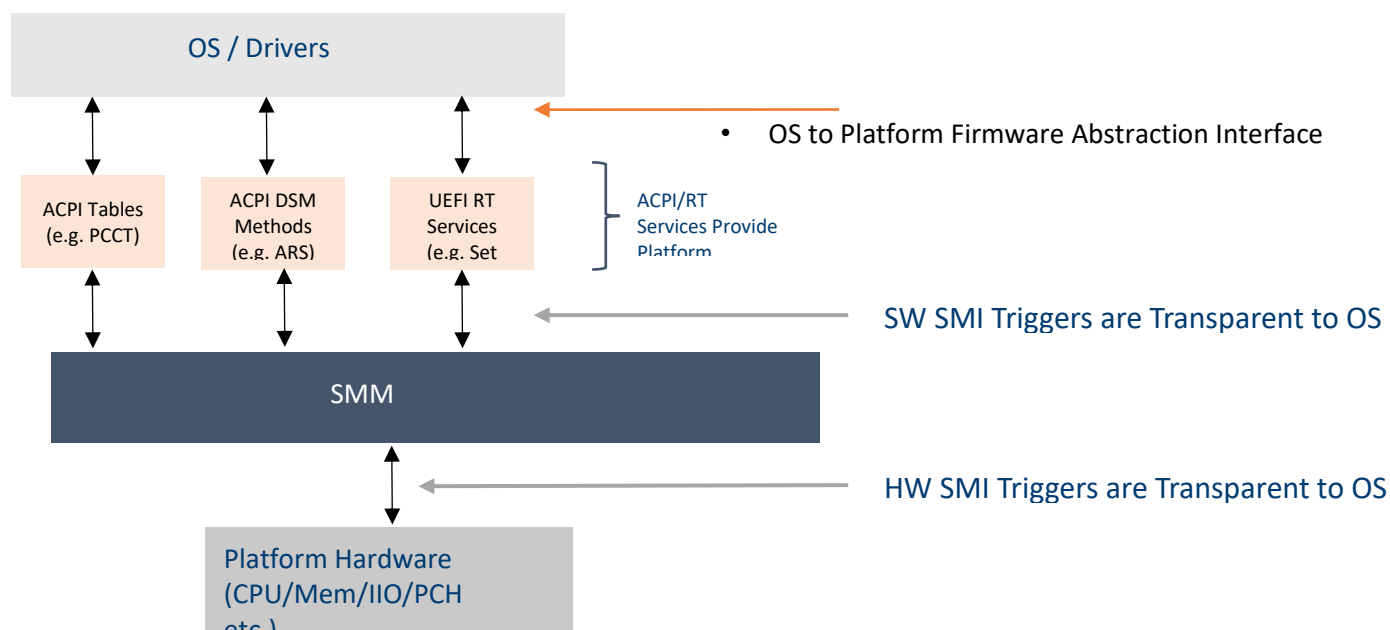 OS / Drivers
• OS to Platform Firmware Abstraction Interface
ACPI Tables
(e.g. PCCT)
ACPI DSM
Methods
(e.g. ARS)
UEFI RT
Services
(e.g. Set
ACPI/RT
Services Provide
Platform
SW SMI Triggers are Transparent to OS
SMM
HW SMI Triggers are Transparent to OS
Platform Hardware
(CPU/Mem/IIO/PCH
etc.)